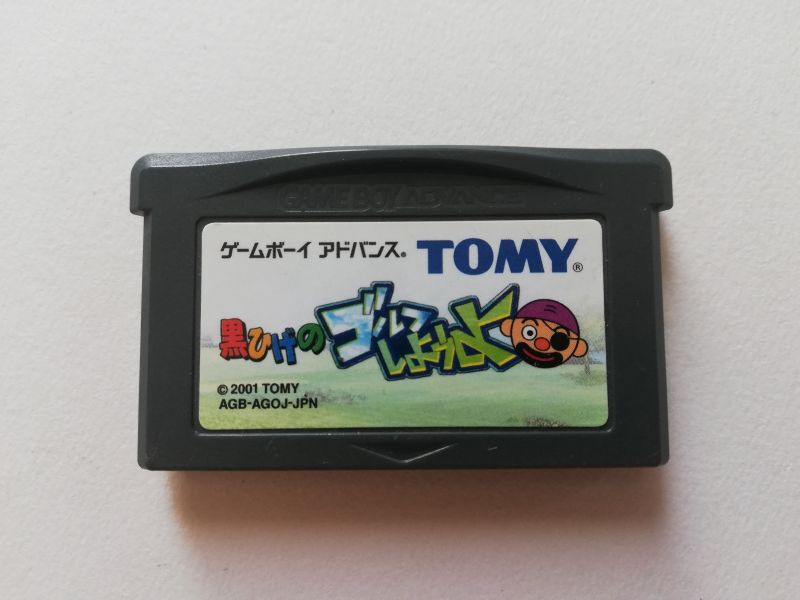 GAME BOY ADVANCE
ゲームボーイ アドバンス® TOMY®
黒ひげのゴルフしようよ
© 2001 TOMY
AGB-AGOJ-JPN